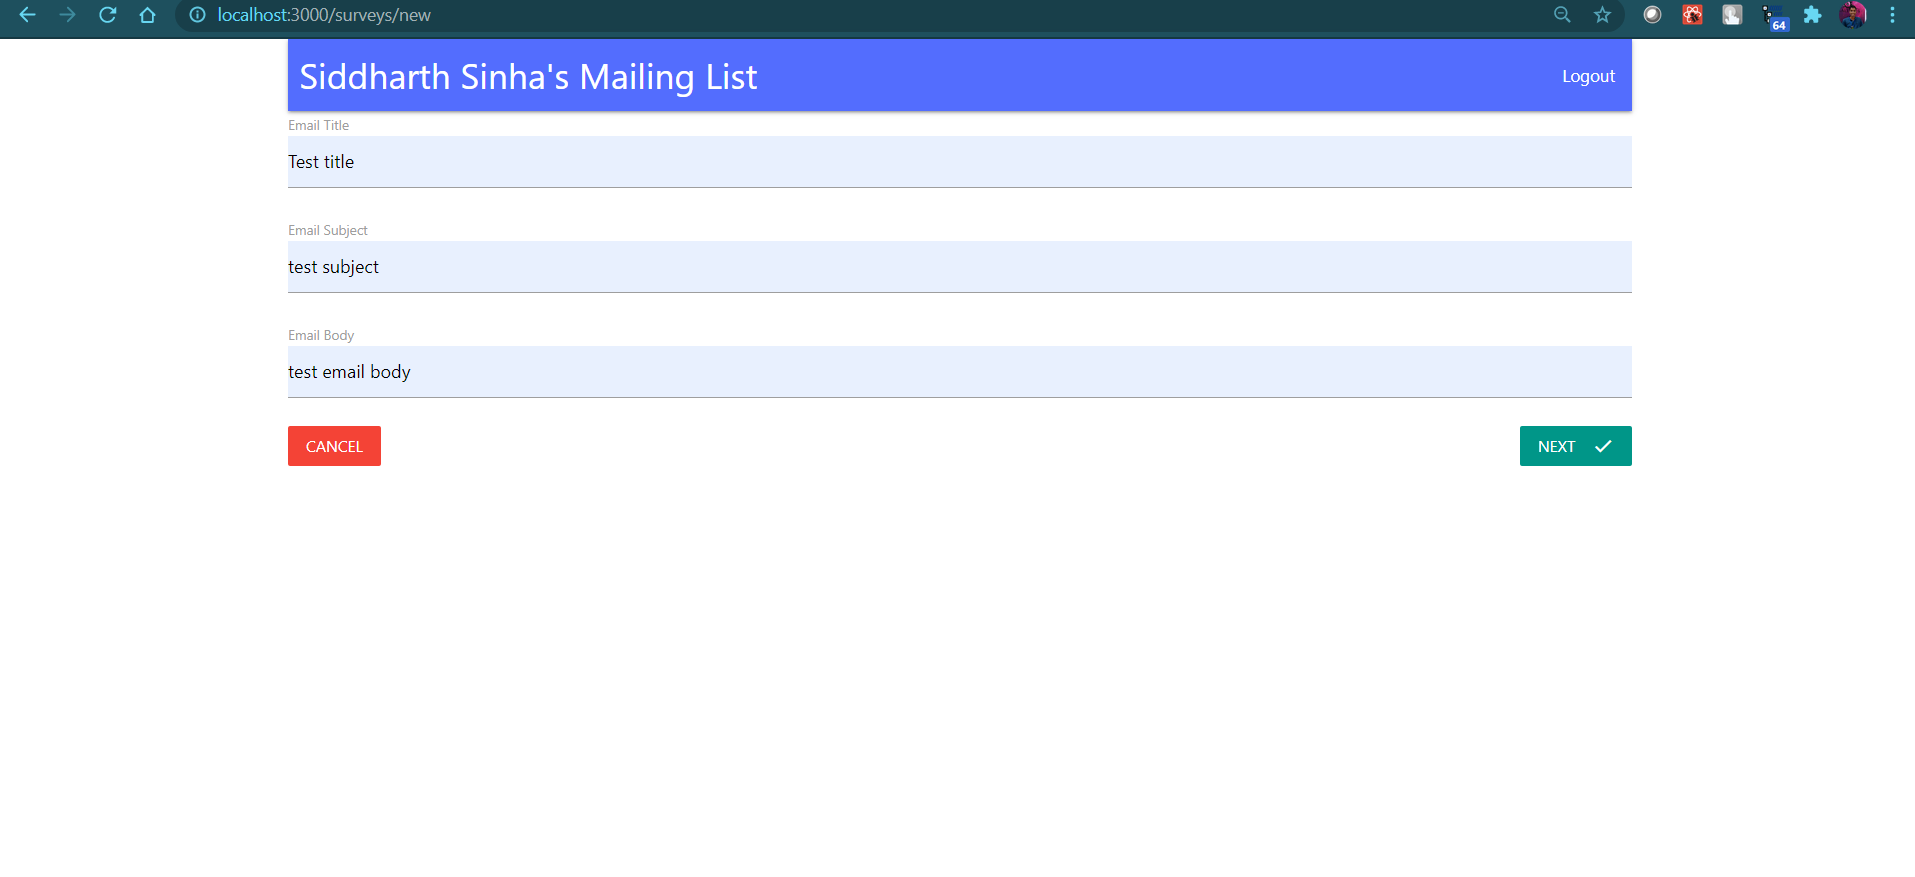 localhost:3000/surveys/new
64
Siddharth Sinha's Mailing List
Logout
Email Title
Test title
Email Subject
test subject
Email Body
test email body
CANCEL
NEXT